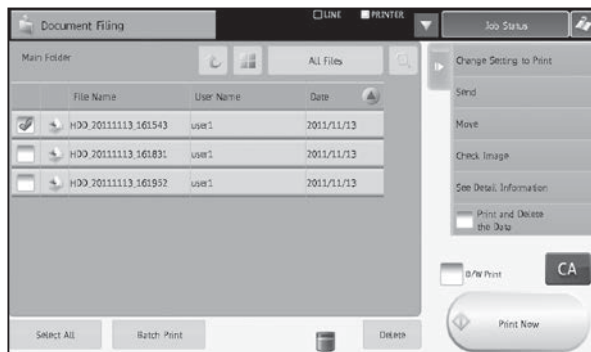 LINE PRINTER
Document Filing
Job Status
Main Folder
All Files
File Name User Name Date
HDD_20111113_161543 user1 2011/11/13
HDD_20111113_161831 user1 2011/11/13
HDD_20111113_161952 user1 2011/11/13
Select All
Batch Print
Delete
Change Setting to Print
Send
Move
Check Image
See Detail Information
Print and Delete
the Data
B/W Print
CA
Print Now